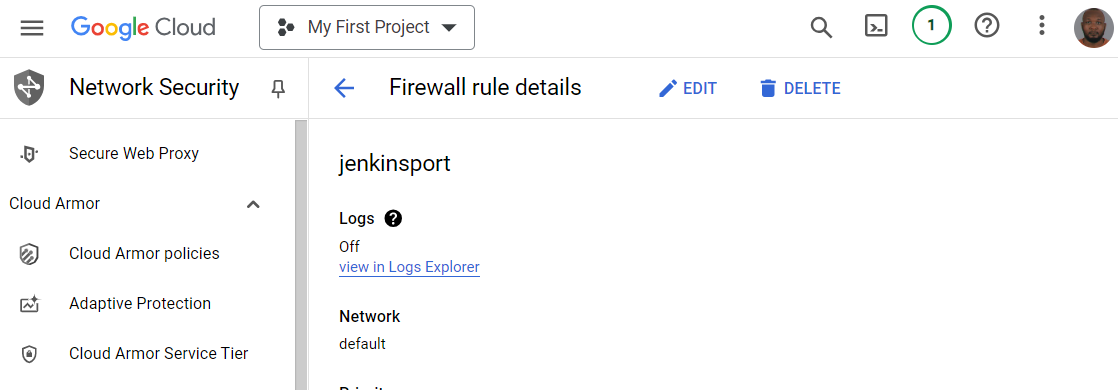 Google Cloud
My First Project
1
Network Security
Firewall rule details
EDIT
DELETE
Secure Web Proxy
jenkinsport
Cloud Armor
Logs
Off
Cloud Armor policies
view in Logs Explorer
Adaptive Protection
Network
default
Cloud Armor Service Tier